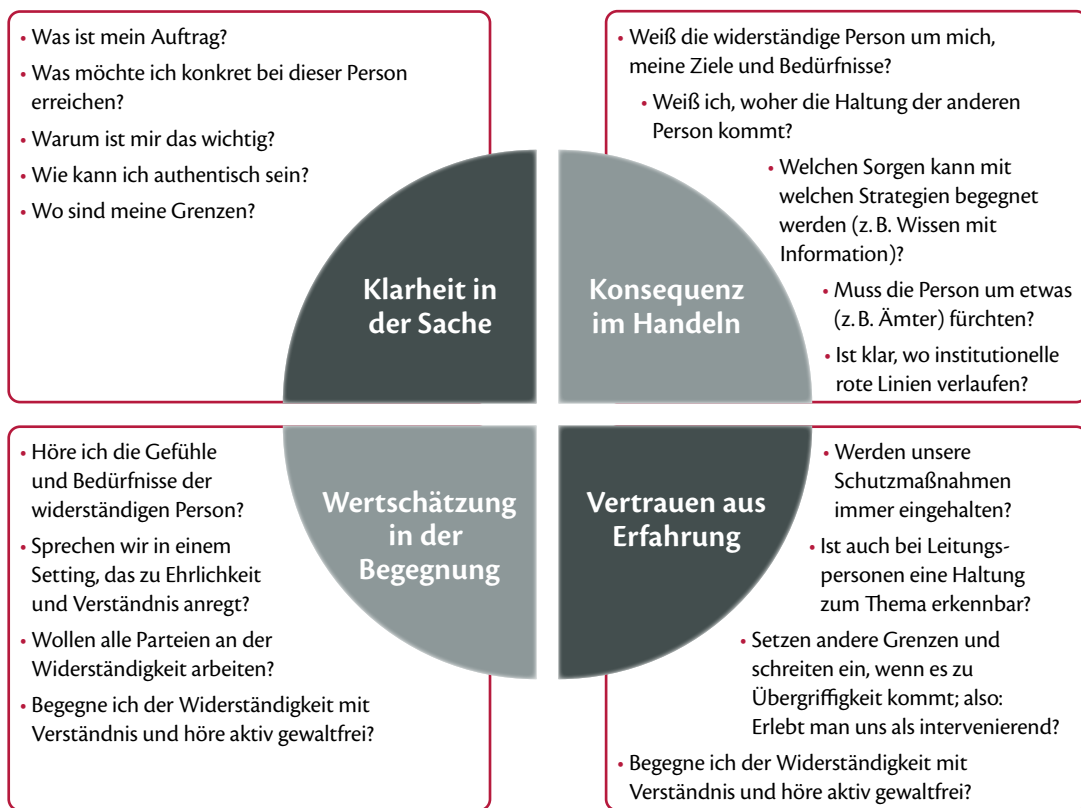 • Was ist mein Auftrag?
• Was möchte ich konkret bei dieser Person
erreichen?
• Warum ist mir das wichtig?
• Wie kann ich authentisch sein?
• Wo sind meine Grenzen?
Klarheit in
der Sache
• Weiß die widerständige Person um mich,
meine Ziele und Bedürfnisse?
• Weiß ich, woher die Haltung der anderen
Person kommt?
• Welchen Sorgen kann mit
welchen Strategien begegnet
werden (z. B. Wissen mit
Information)?
• Muss die Person um etwas
(z. B. Ämter) fürchten?
• Ist klar, wo institutionelle
rote Linien verlaufen?
Konsequenz
im Handeln
• Höre ich die Gefühle
und Bedürfnisse der
widerständigen Person?
• Sprechen wir in einem
Setting, das zu Ehrlichkeit
und Verständnis anregt?
• Wollen alle Parteien an der
Widerständigkeit arbeiten?
• Begegne ich der Widerständigkeit mit
Verständnis und höre aktiv gewaltfrei?
Wertschätzung
in der
Begegnung
Vertrauen aus
Erfahrung
• Werden unsere
Schutzmaßnahmen
immer eingehalten?
• Ist auch bei Leitungs-
personen eine Haltung
zum Thema erkennbar?
• Setzen andere Grenzen und
schreiten ein, wenn es zu
Übergriffigkeit kommt; also:
Erlebt man uns als intervenierend?
• Begegne ich der Widerständigkeit mit
Verständnis und höre aktiv gewaltfrei?